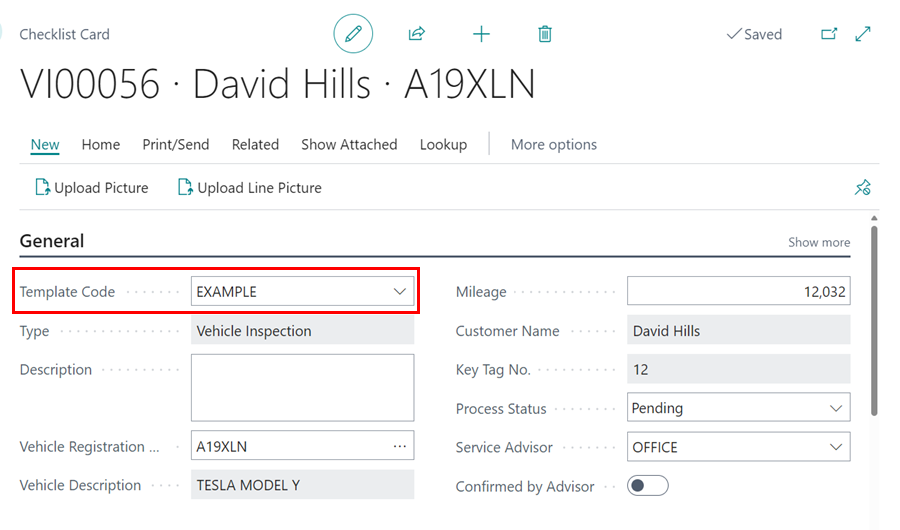 Checklist Card
Saved
VI00056 · David Hills · A19XLN
New Home Print/Send Related Show Attached Lookup More options
Upload Picture Upload Line Picture
General Show more
Template Code EXAMPLE
Type Vehicle Inspection
Description
Vehicle Registration ... A19XLN ...
Vehicle Description TESLA MODEL Y
Mileage 12,032
Customer Name David Hills
Key Tag No. 12
Process Status Pending
Service Advisor OFFICE
Confirmed by Advisor